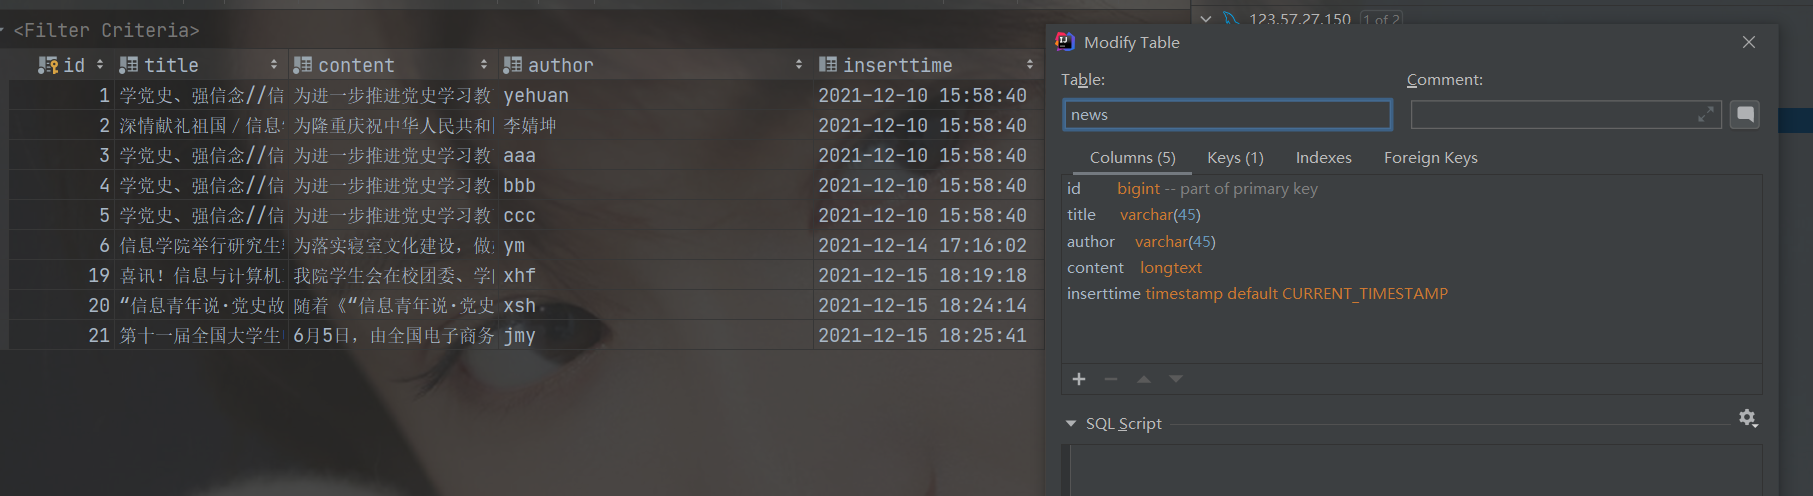 <Filter Criteria>
id title content author inserttime
1 学党史、强信念//信 为进一步推进党史学习教 yehuan 2021-12-10 15:58:40
2 深情献礼祖国/信息 为隆重庆祝中华人民共和 李婧坤 2021-12-10 15:58:40
3 学党史、强信念//信 为进一步推进党史学习教 aaa 2021-12-10 15:58:40
4 学党史、强信念//信 为进一步推进党史学习教 bbb 2021-12-10 15:58:40
5 学党史、强信念//信 为进一步推进党史学习教 ccc 2021-12-10 15:58:40
6 信息学院举行研究生 为落实寝室文化建设，做 ym 2021-12-14 17:16:02
19 喜讯！信息与计算机 我院学生会在校团委、学 xhf 2021-12-15 18:19:18
20 “信息青年说·党史故 随着《“信息青年说·党史 xsh 2021-12-15 18:24:14
21 第十一届全国大学生 6月5日，由全国电子商务 jmy 2021-12-15 18:25:41
123.57.27.150 1 of 2
Modify Table
Table: Comment:
news
Columns (5) Keys (1) Indexes Foreign Keys
id bigint -- part of primary key
title varchar(45)
author varchar(45)
content longtext
inserttime timestamp default CURRENT_TIMESTAMP
SQL Script